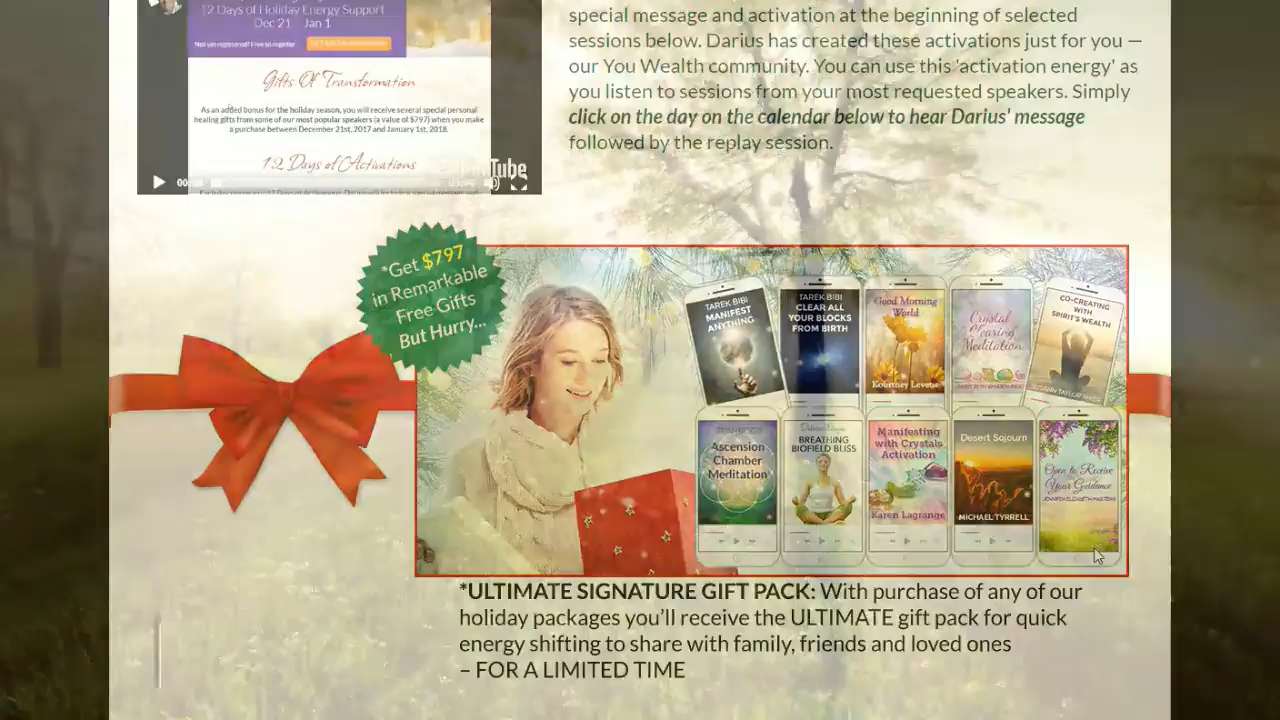 12 Days of Holiday Energy Support
Dec 21 Jan 1
Not yet registered? Free so register
Gifts Of Transformation
As an added bonus for the holiday season, you will receive several special personal
healing gifts from some of our most popular speakers (a value of $797) when you make
a purchase between December 21st, 2017 and January 1st, 2018.
12 Days of Activations
special message and activation at the beginning of selected
sessions below. Darius has created these activations just for you —
our You Wealth community. You can use this 'activation energy' as
you listen to sessions from your most requested speakers. Simply
click on the day on the calendar below to hear Darius' message
followed by the replay session.
*Get $797
in Remarkable
Free Gifts
But Hurry...
TAREK BIBI
MANIFEST
ANYTHING
TAREK BIBI
CLEAR ALL
YOUR BLOCKS
FROM BIRTH
Good Morning
World
Kourtney Levens
Crystal
Clearing
Meditation
CO-CREATING
WITH
SPIRIT'S WEALTH
Ascension
Chamber
Meditation
BREATHING
BIOFIELD BLISS
Manifesting
with Crystals
Activation
Karen Lagrange
Desert Sojourn
MICHAEL TYRRELL
Open to Receive
Your Guidance
*ULTIMATE SIGNATURE GIFT PACK: With purchase of any of our
holiday packages you'll receive the ULTIMATE gift pack for quick
energy shifting to share with family, friends and loved ones
– FOR A LIMITED TIME